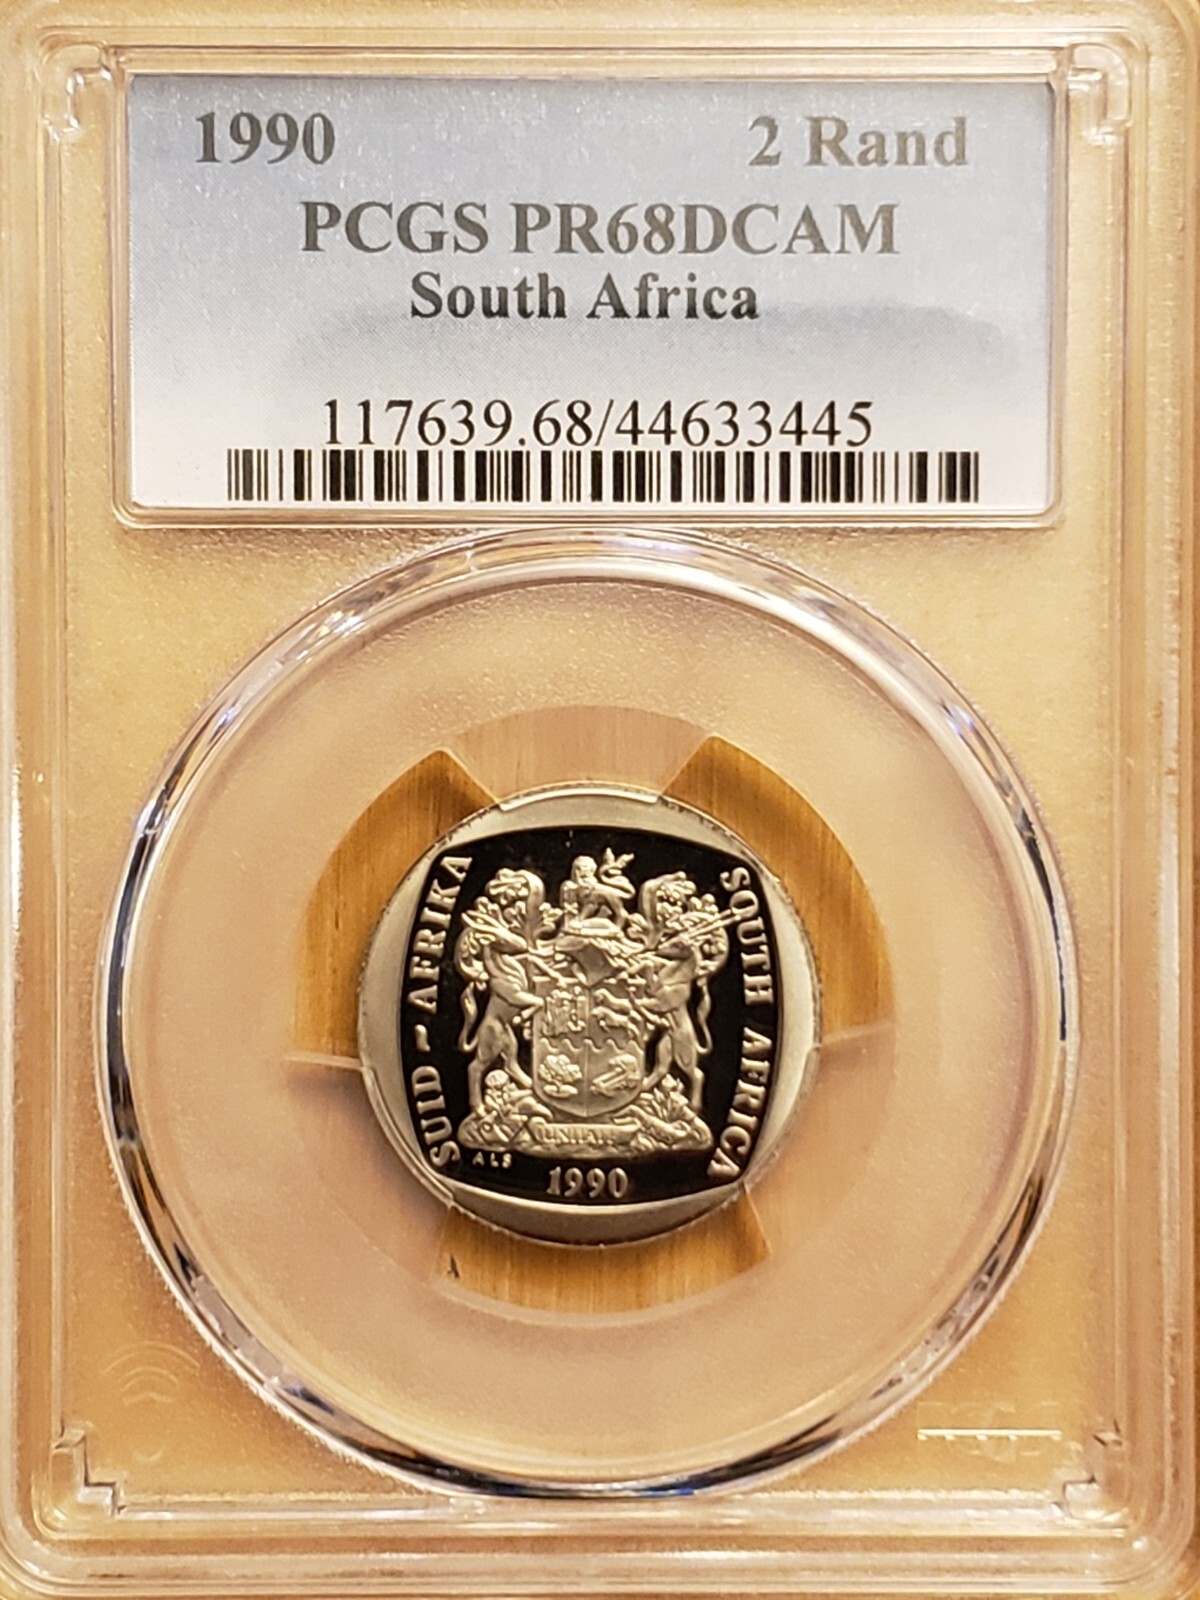 1990 2 Rand
PCGS PR68DCAM
South Africa
117639.68/44633445
SUID-AFRIKA
SOUTH AFRICA
ALS
1990